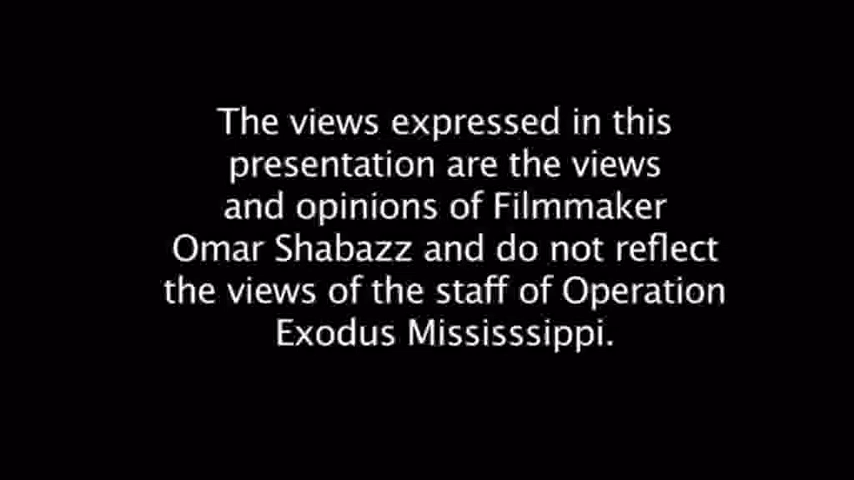 The views expressed in this
presentation are the views
and opinions of Filmmaker
Omar Shabazz and do not reflect
the views of the staff of Operation
Exodus Mississsippi.